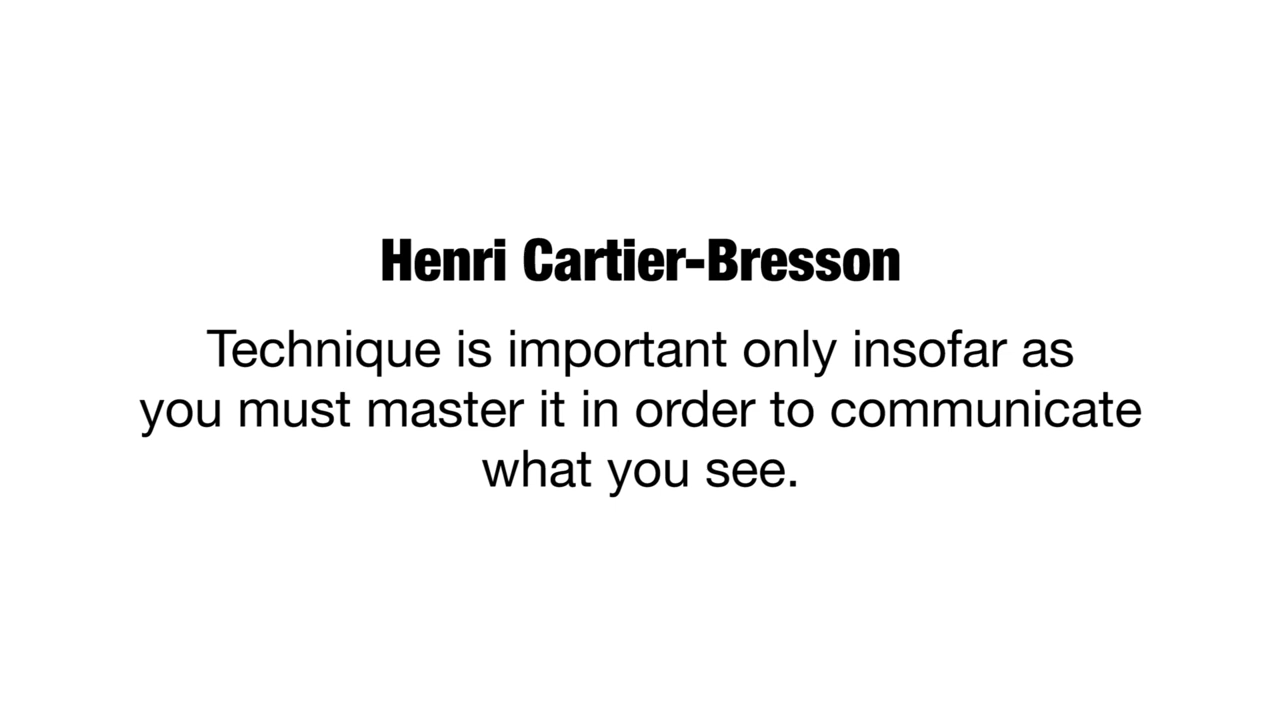 Henri Cartier-Bresson
Technique is important only insofar as
you must master it in order to communicate
what you see.